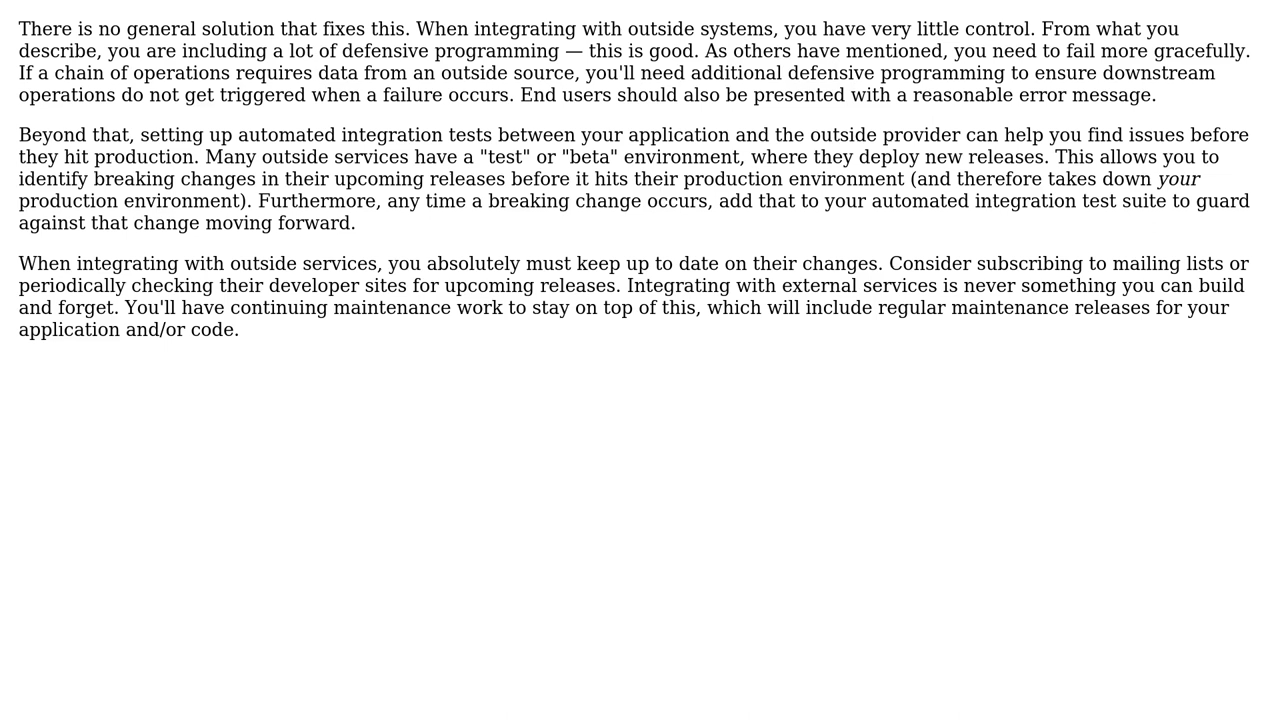 There is no general solution that fixes this. When integrating with outside systems, you have very little control. From what you
describe, you are including a lot of defensive programming — this is good. As others have mentioned, you need to fail more gracefully.
If a chain of operations requires data from an outside source, you'll need additional defensive programming to ensure downstream
operations do not get triggered when a failure occurs. End users should also be presented with a reasonable error message.
Beyond that, setting up automated integration tests between your application and the outside provider can help you find issues before
they hit production. Many outside services have a "test" or "beta" environment, where they deploy new releases. This allows you to
identify breaking changes in their upcoming releases before it hits their production environment (and therefore takes down your
production environment). Furthermore, any time a breaking change occurs, add that to your automated integration test suite to guard
against that change moving forward.
When integrating with outside services, you absolutely must keep up to date on their changes. Consider subscribing to mailing lists or
periodically checking their developer sites for upcoming releases. Integrating with external services is never something you can build
and forget. You'll have continuing maintenance work to stay on top of this, which will include regular maintenance releases for your
application and/or code.